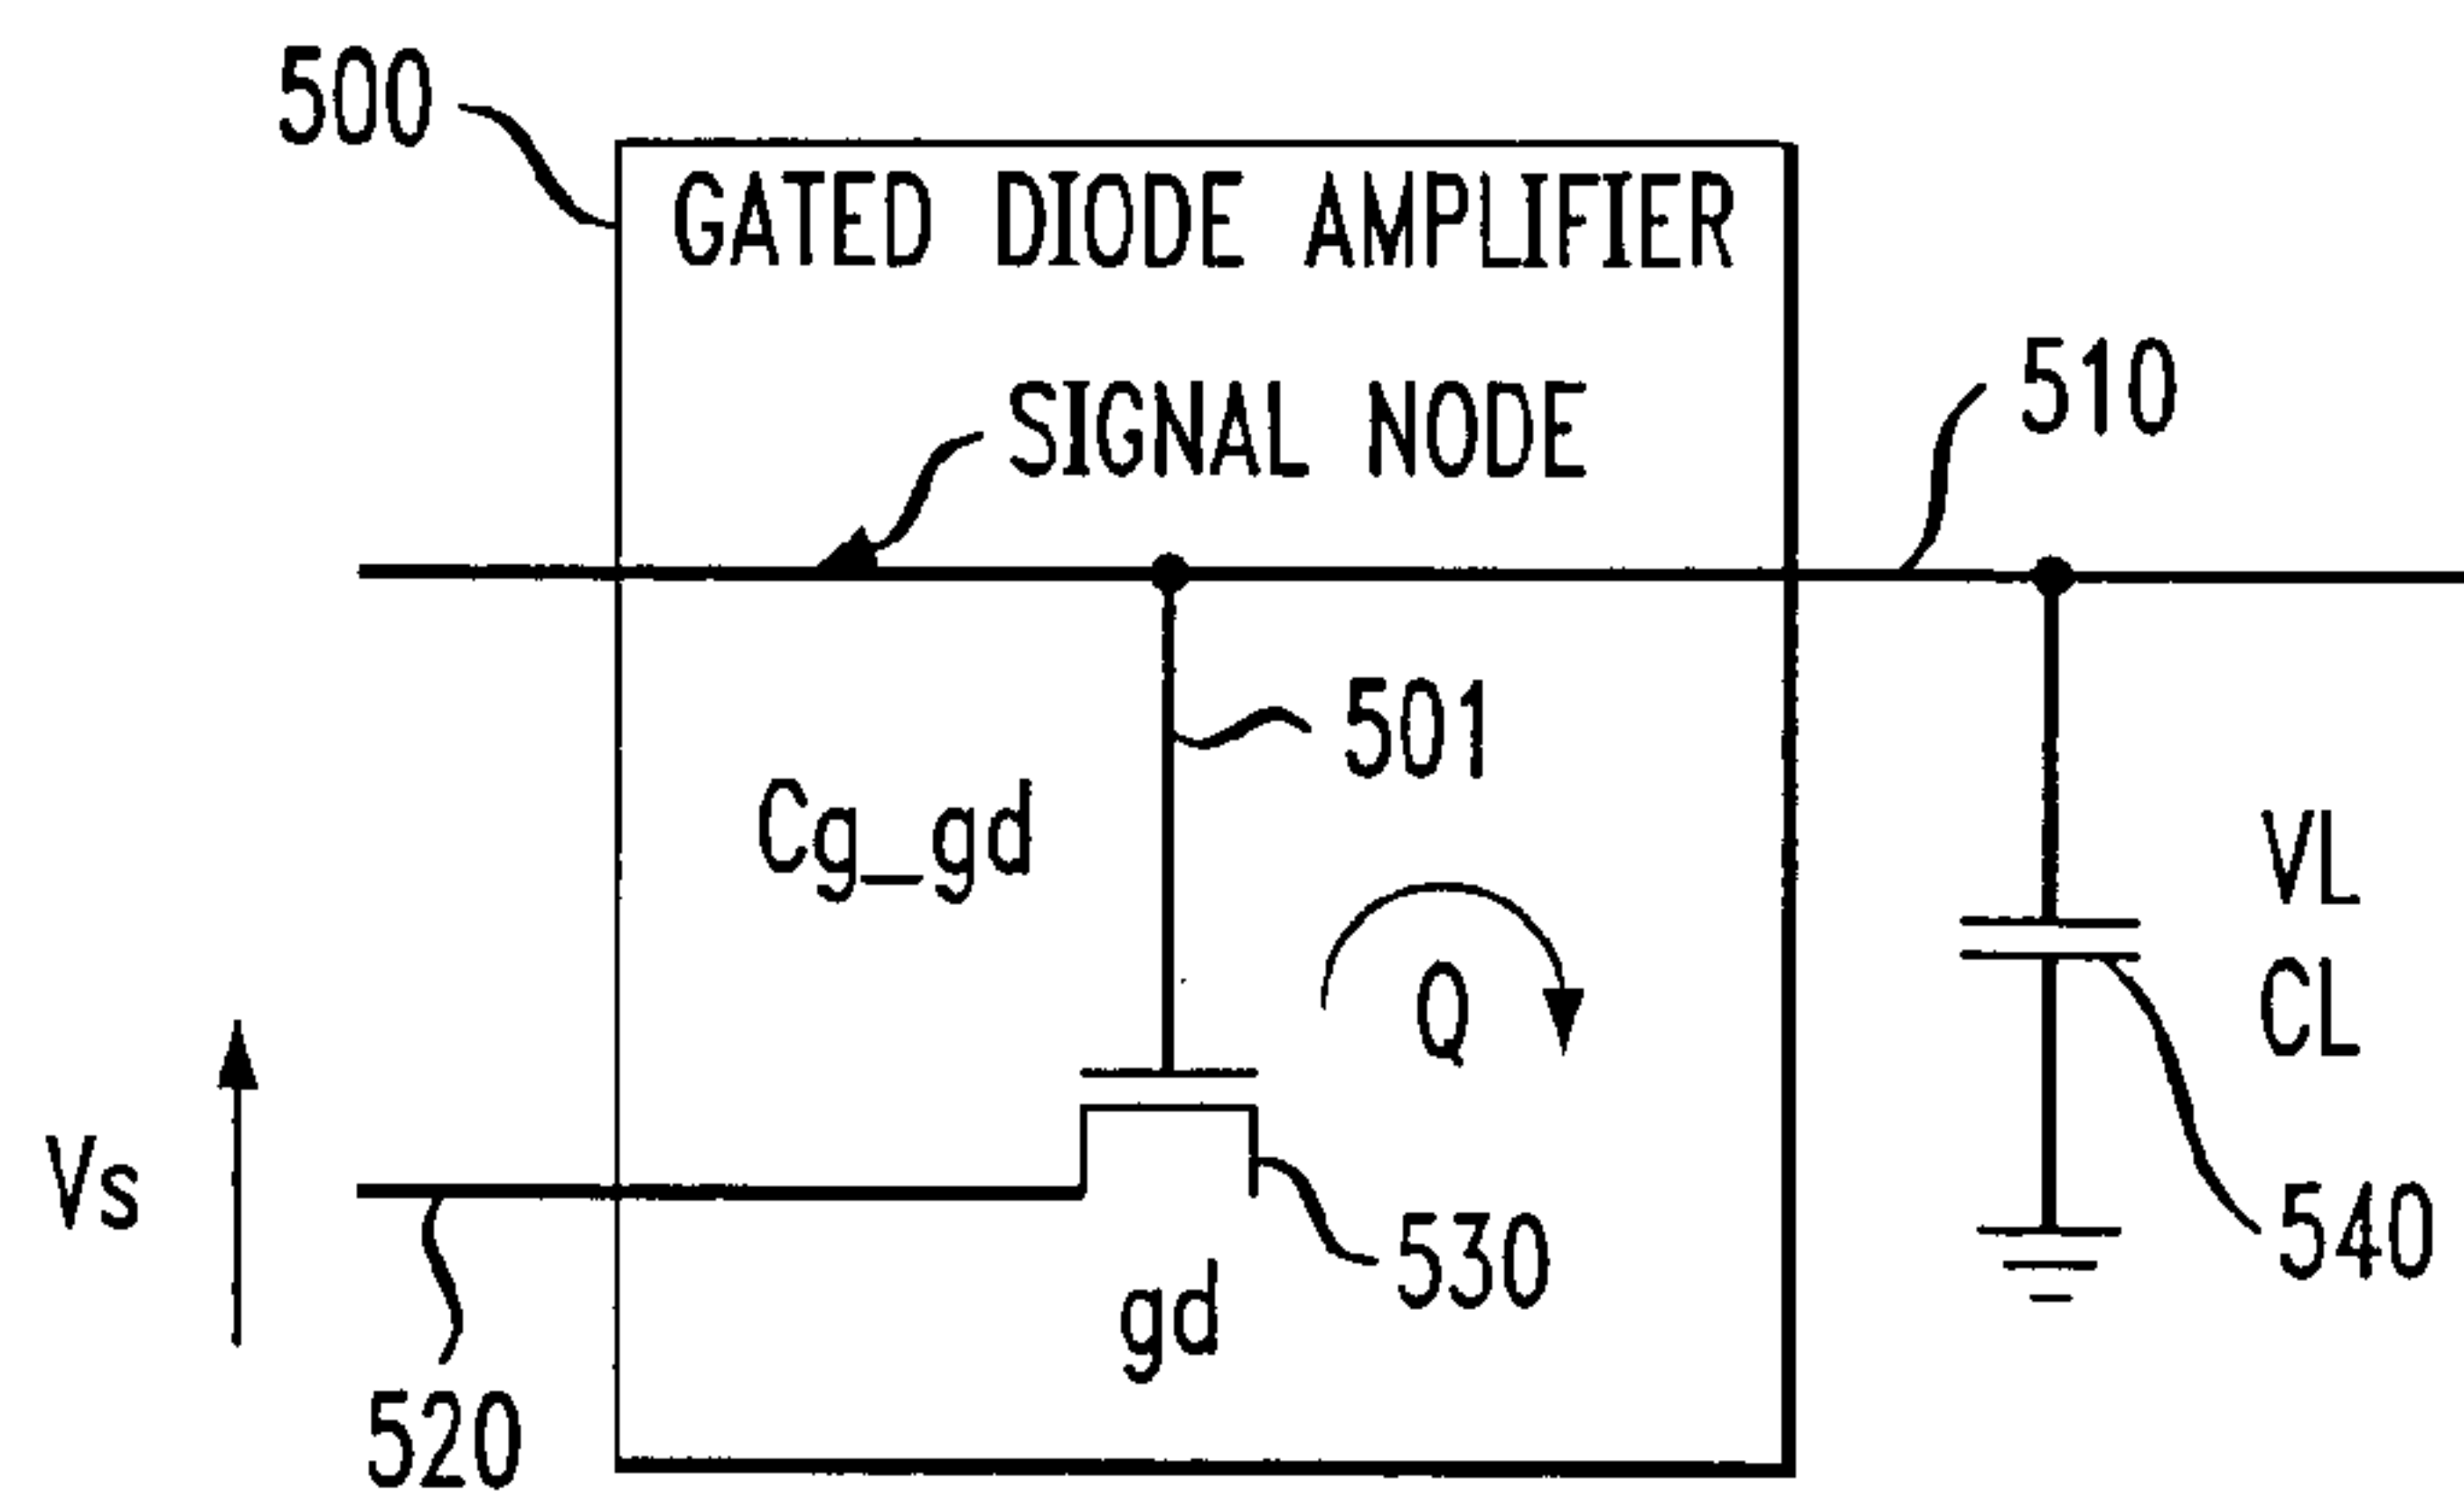 500
GATED DIODE AMPLIFIER
SIGNAL NODE
510
501
Cg_gd
VL
Q
CL
Vs
530
540
gd
520